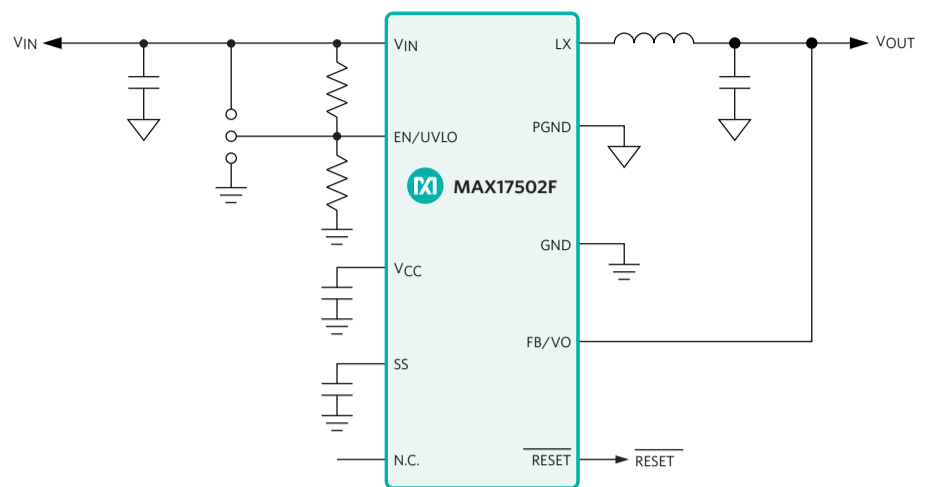 VIN
VIN
LX
VOUT
EN/UVLO
PGND
MAX17502F
GND
VCC
FB/VO
SS
N.C.
RESET
RESET